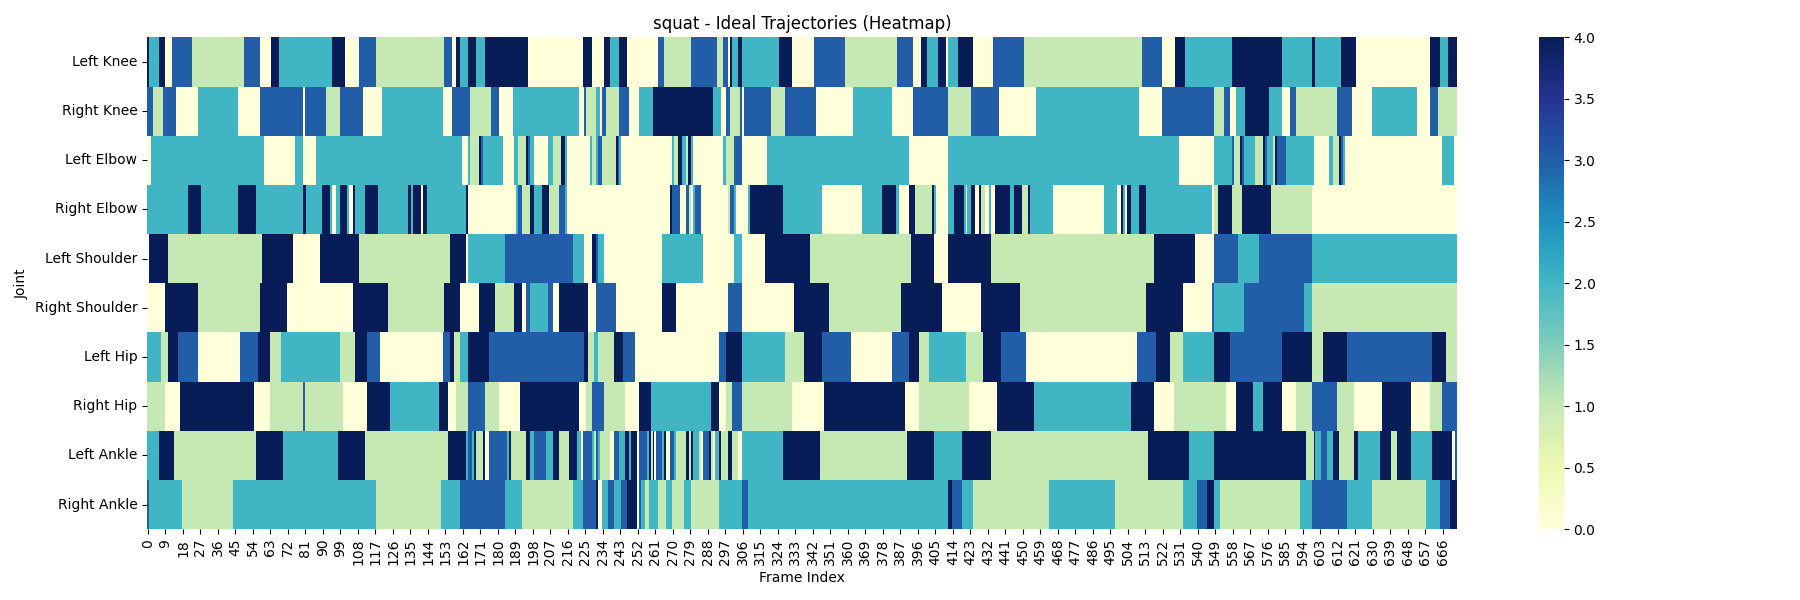 squat - Ideal Trajectories (Heatmap)
Joint
Left Knee
Right Knee
Left Elbow
Right Elbow
Left Shoulder
Right Shoulder
Left Hip
Right Hip
Left Ankle
Right Ankle
0 9 18 27 36 45 54 63 72 81 90 99 108 117 126 135 144 153 162 171 180 189 198 207 216 225 234 243 252 261 270 279 288 297 306 315 324 333 342 351 360 369 378 387 396 405 414 423 432 441 450 459 468 477 486 495 504 513 522 531 540 549 558 567 576 585 594 603 612 621 630 639 648 657 666
Frame Index
4.0
3.5
3.0
2.5
2.0
1.5
1.0
0.5
0.0